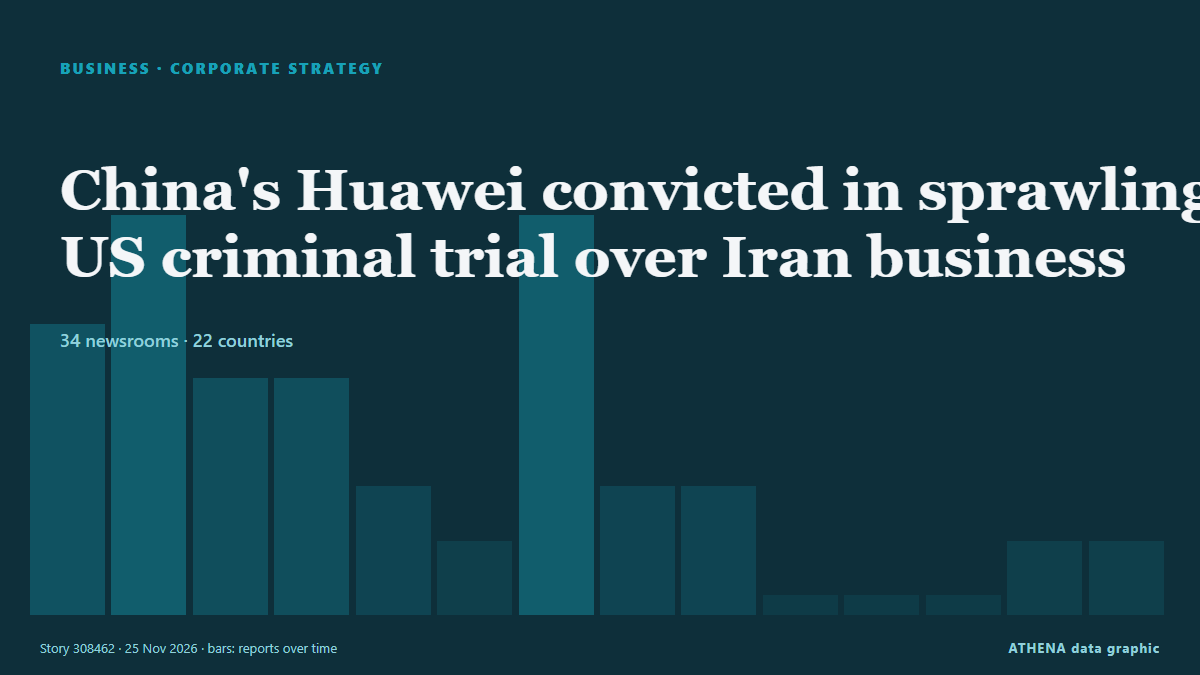 BUSINESS · CORPORATE STRATEGY
China's Huawei convicted in sprawling
US criminal trial over Iran business
34 newsrooms · 22 countries
Story 308462 · 25 Nov 2026 · bars: reports over time
ATHENA data graphic